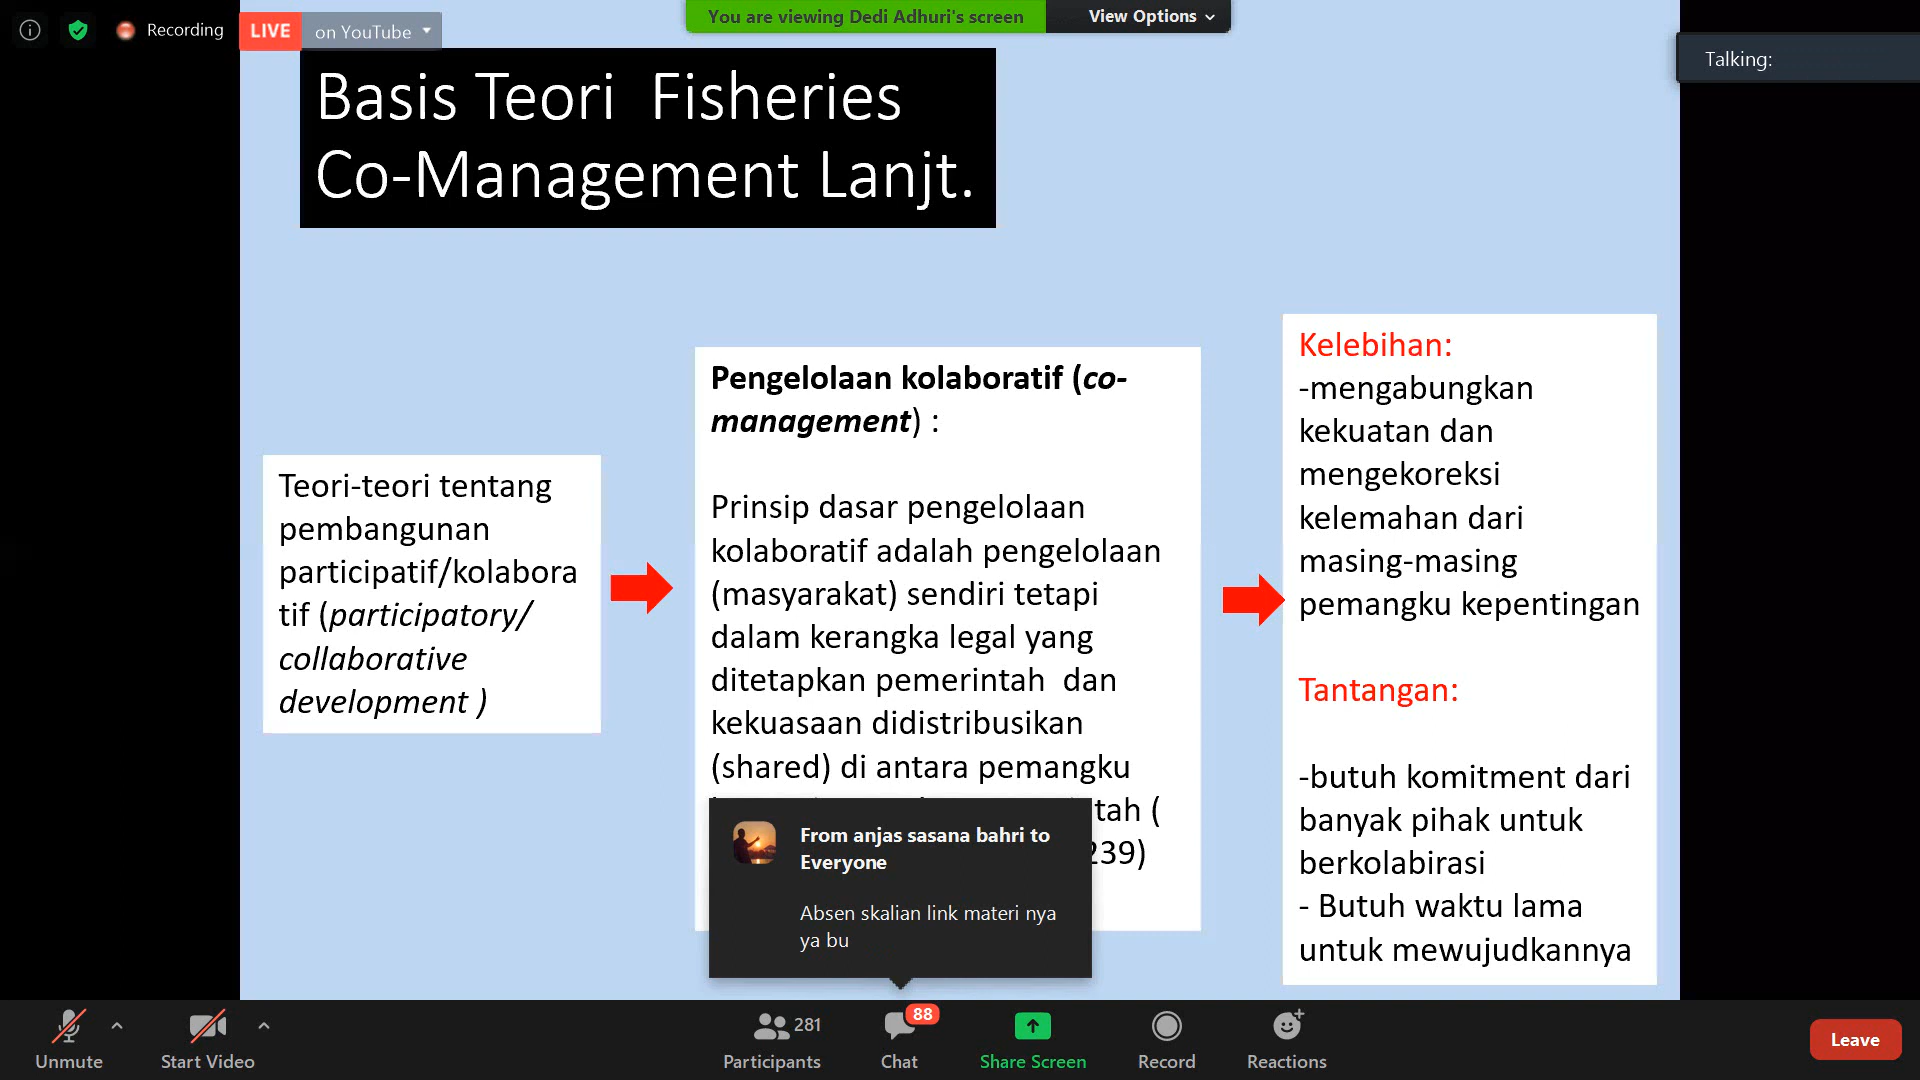 Recording
LIVE
on YouTube
You are viewing Dedi Adhuri's screen
View Options
Talking:
Basis Teori  Fisheries
Co-Management Lanjt.
Teori-teori tentang
pembangunan
participatif/kolabora
tif (participatory/
collaborative
development )
Pengelolaan kolaboratif (co-
management) :
Prinsip dasar pengelolaan
kolaboratif adalah pengelolaan
(masyarakat) sendiri tetapi
dalam kerangka legal yang
ditetapkan pemerintah  dan
kekuasaan didistribusikan
(shared) di antara pemangku
tah (
239)
Kelebihan:
-mengabungkan
kekuatan dan
mengekoreksi
kelemahan dari
masing-masing
pemangku kepentingan
Tantangan:
-butuh komitment dari
banyak pihak untuk
berkolabirasi
- Butuh waktu lama
untuk mewujudkannya
From anjas sasana bahri to
Everyone
Absen skalian link materi nya
ya bu
Unmute
Start Video
281
Participants
88
Chat
Share Screen
Record
Reactions
Leave